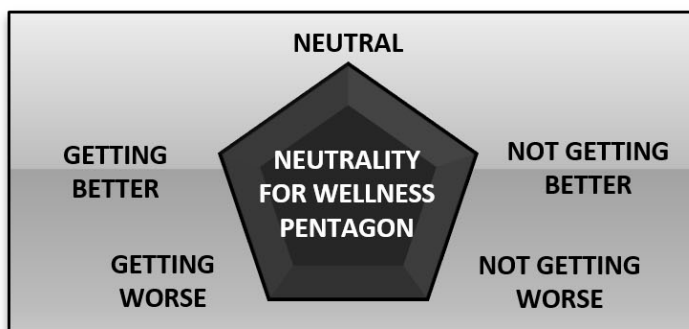 NEUTRAL
GETTING
BETTER
NEUTRALITY
FOR WELLNESS
PENTAGON
NOT GETTING
BETTER
GETTING
WORSE
NOT GETTING
WORSE